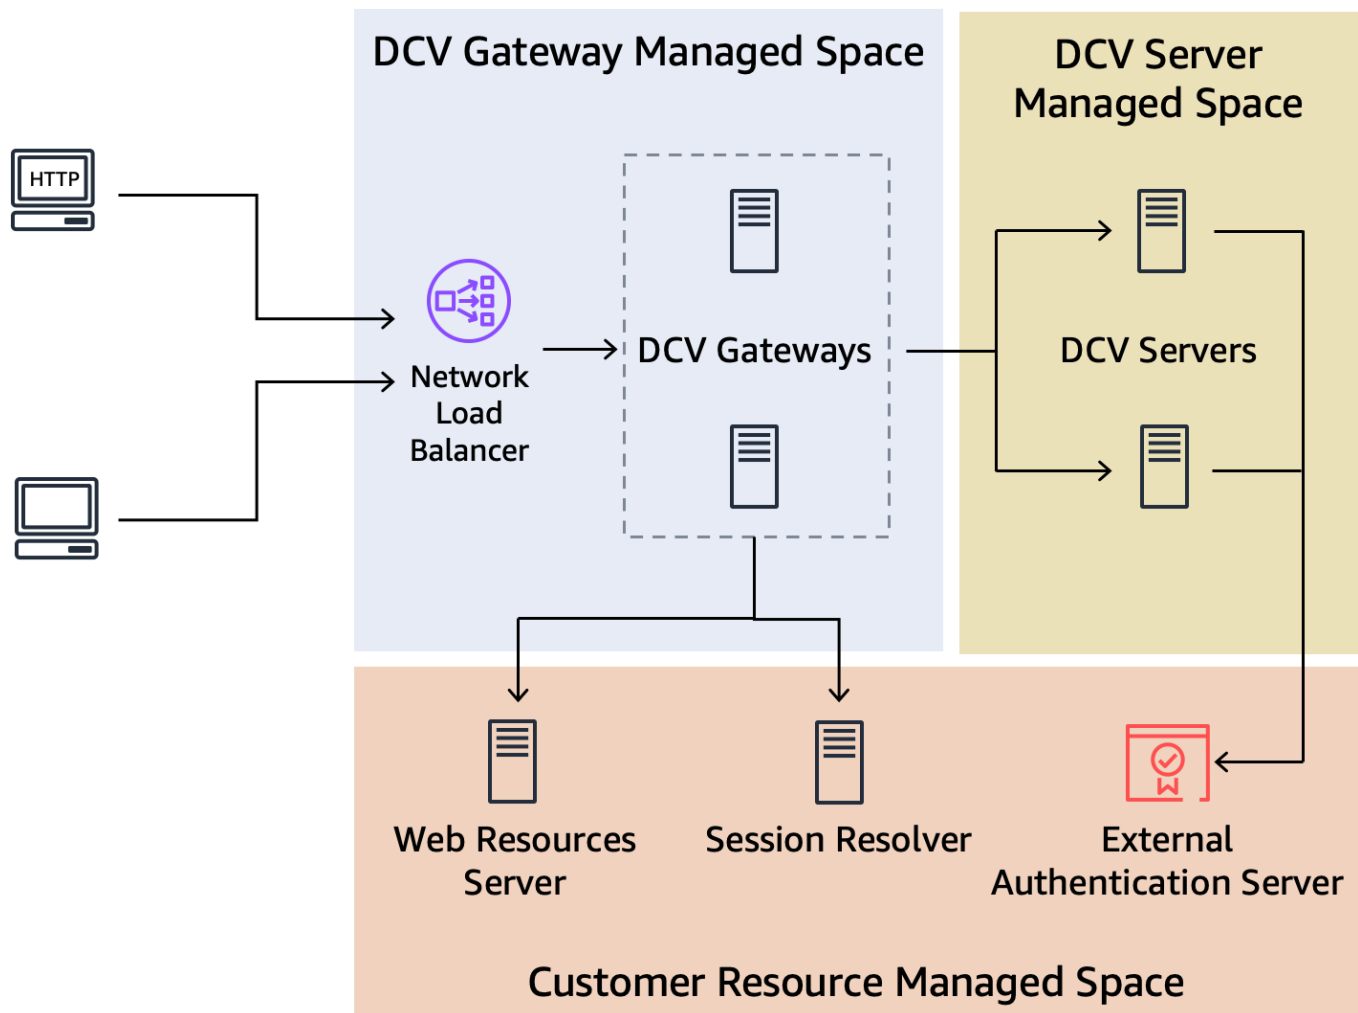 DCV Gateway Managed Space
DCV Server
Managed Space
HTTP
Network
Load
Balancer
DCV Gateways
DCV Servers
Web Resources
Server
Session Resolver
External
Authentication Server
Customer Resource Managed Space